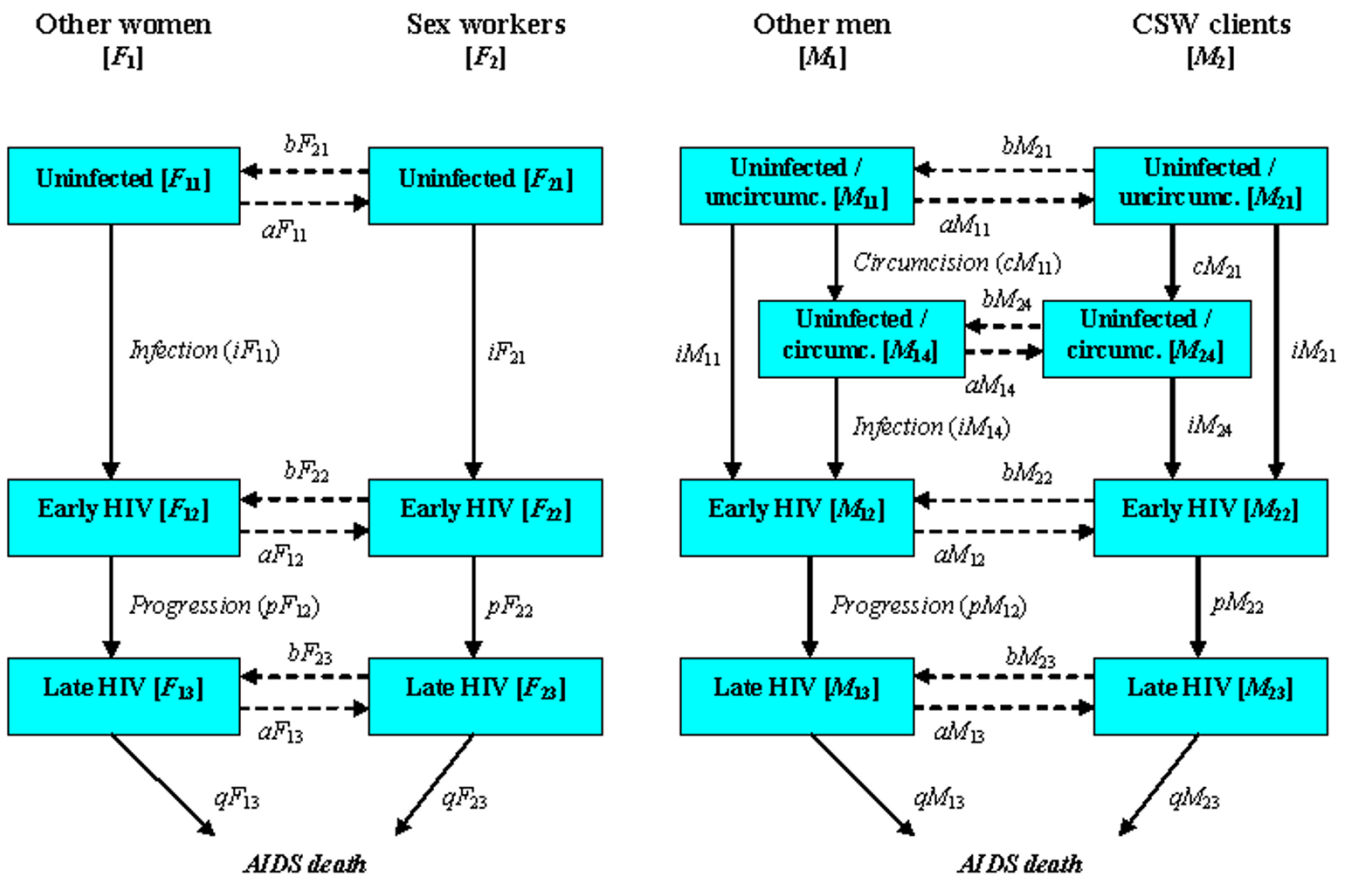 Other women
[F₁]
Sex workers
[F₂]
Other men
[M₁]
CSW clients
[M₂]
bF₂₁
Uninfected [F₁₁]
Uninfected [F₂₁]
aF₁₁
bM₂₁
Uninfected /
uncircumc. [M₁₁]
Uninfected /
uncircumc. [M₂₁]
aM₁₁
Circumcision (cM₁₁)
cM₂₁
bM₂₄
Uninfected /
circumc. [M₁₄]
Uninfected /
circumc. [M₂₄]
aM₁₄
Infection (iF₁₁)
iF₂₁
iM₁₁
iM₂₁
Infection (iM₁₄)
iM₂₄
bF₂₂
Early HIV [F₁₂]
Early HIV [F₂₂]
aF₁₂
bM₂₂
Early HIV [M₁₂]
Early HIV [M₂₂]
aM₁₂
Progression (pF₁₂)
pF₂₂
Progression (pM₁₂)
pM₂₂
bF₂₃
Late HIV [F₁₃]
Late HIV [F₂₃]
aF₁₃
bM₂₃
Late HIV [M₁₃]
Late HIV [M₂₃]
aM₁₃
qF₁₃
qF₂₃
qM₁₃
qM₂₃
AIDS death
AIDS death